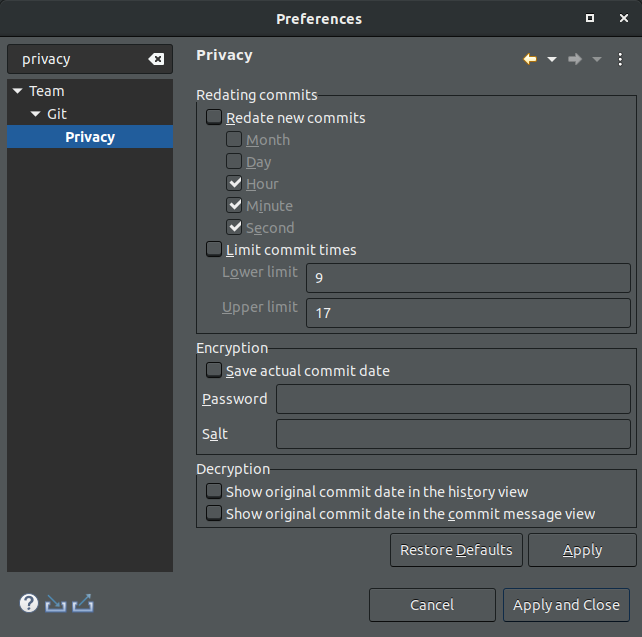 Preferences
privacy
Privacy
Team
Git
Privacy
Redating commits
Redate new commits
Month
Day
Hour
Minute
Second
Limit commit times
Lower limit 9
Upper limit 17
Encryption
Save actual commit date
Password
Salt
Decryption
Show original commit date in the history view
Show original commit date in the commit message view
Restore Defaults Apply
Cancel Apply and Close